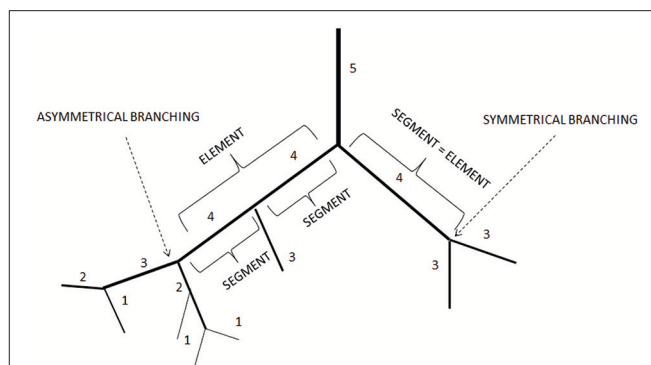 5
ASYMMETRICAL BRANCHING
SYMMETRICAL BRANCHING
ELEMENT
SEGMENT = ELEMENT
4
4
4
SEGMENT
SEGMENT
3
3
3
3
2
2
1
1
1